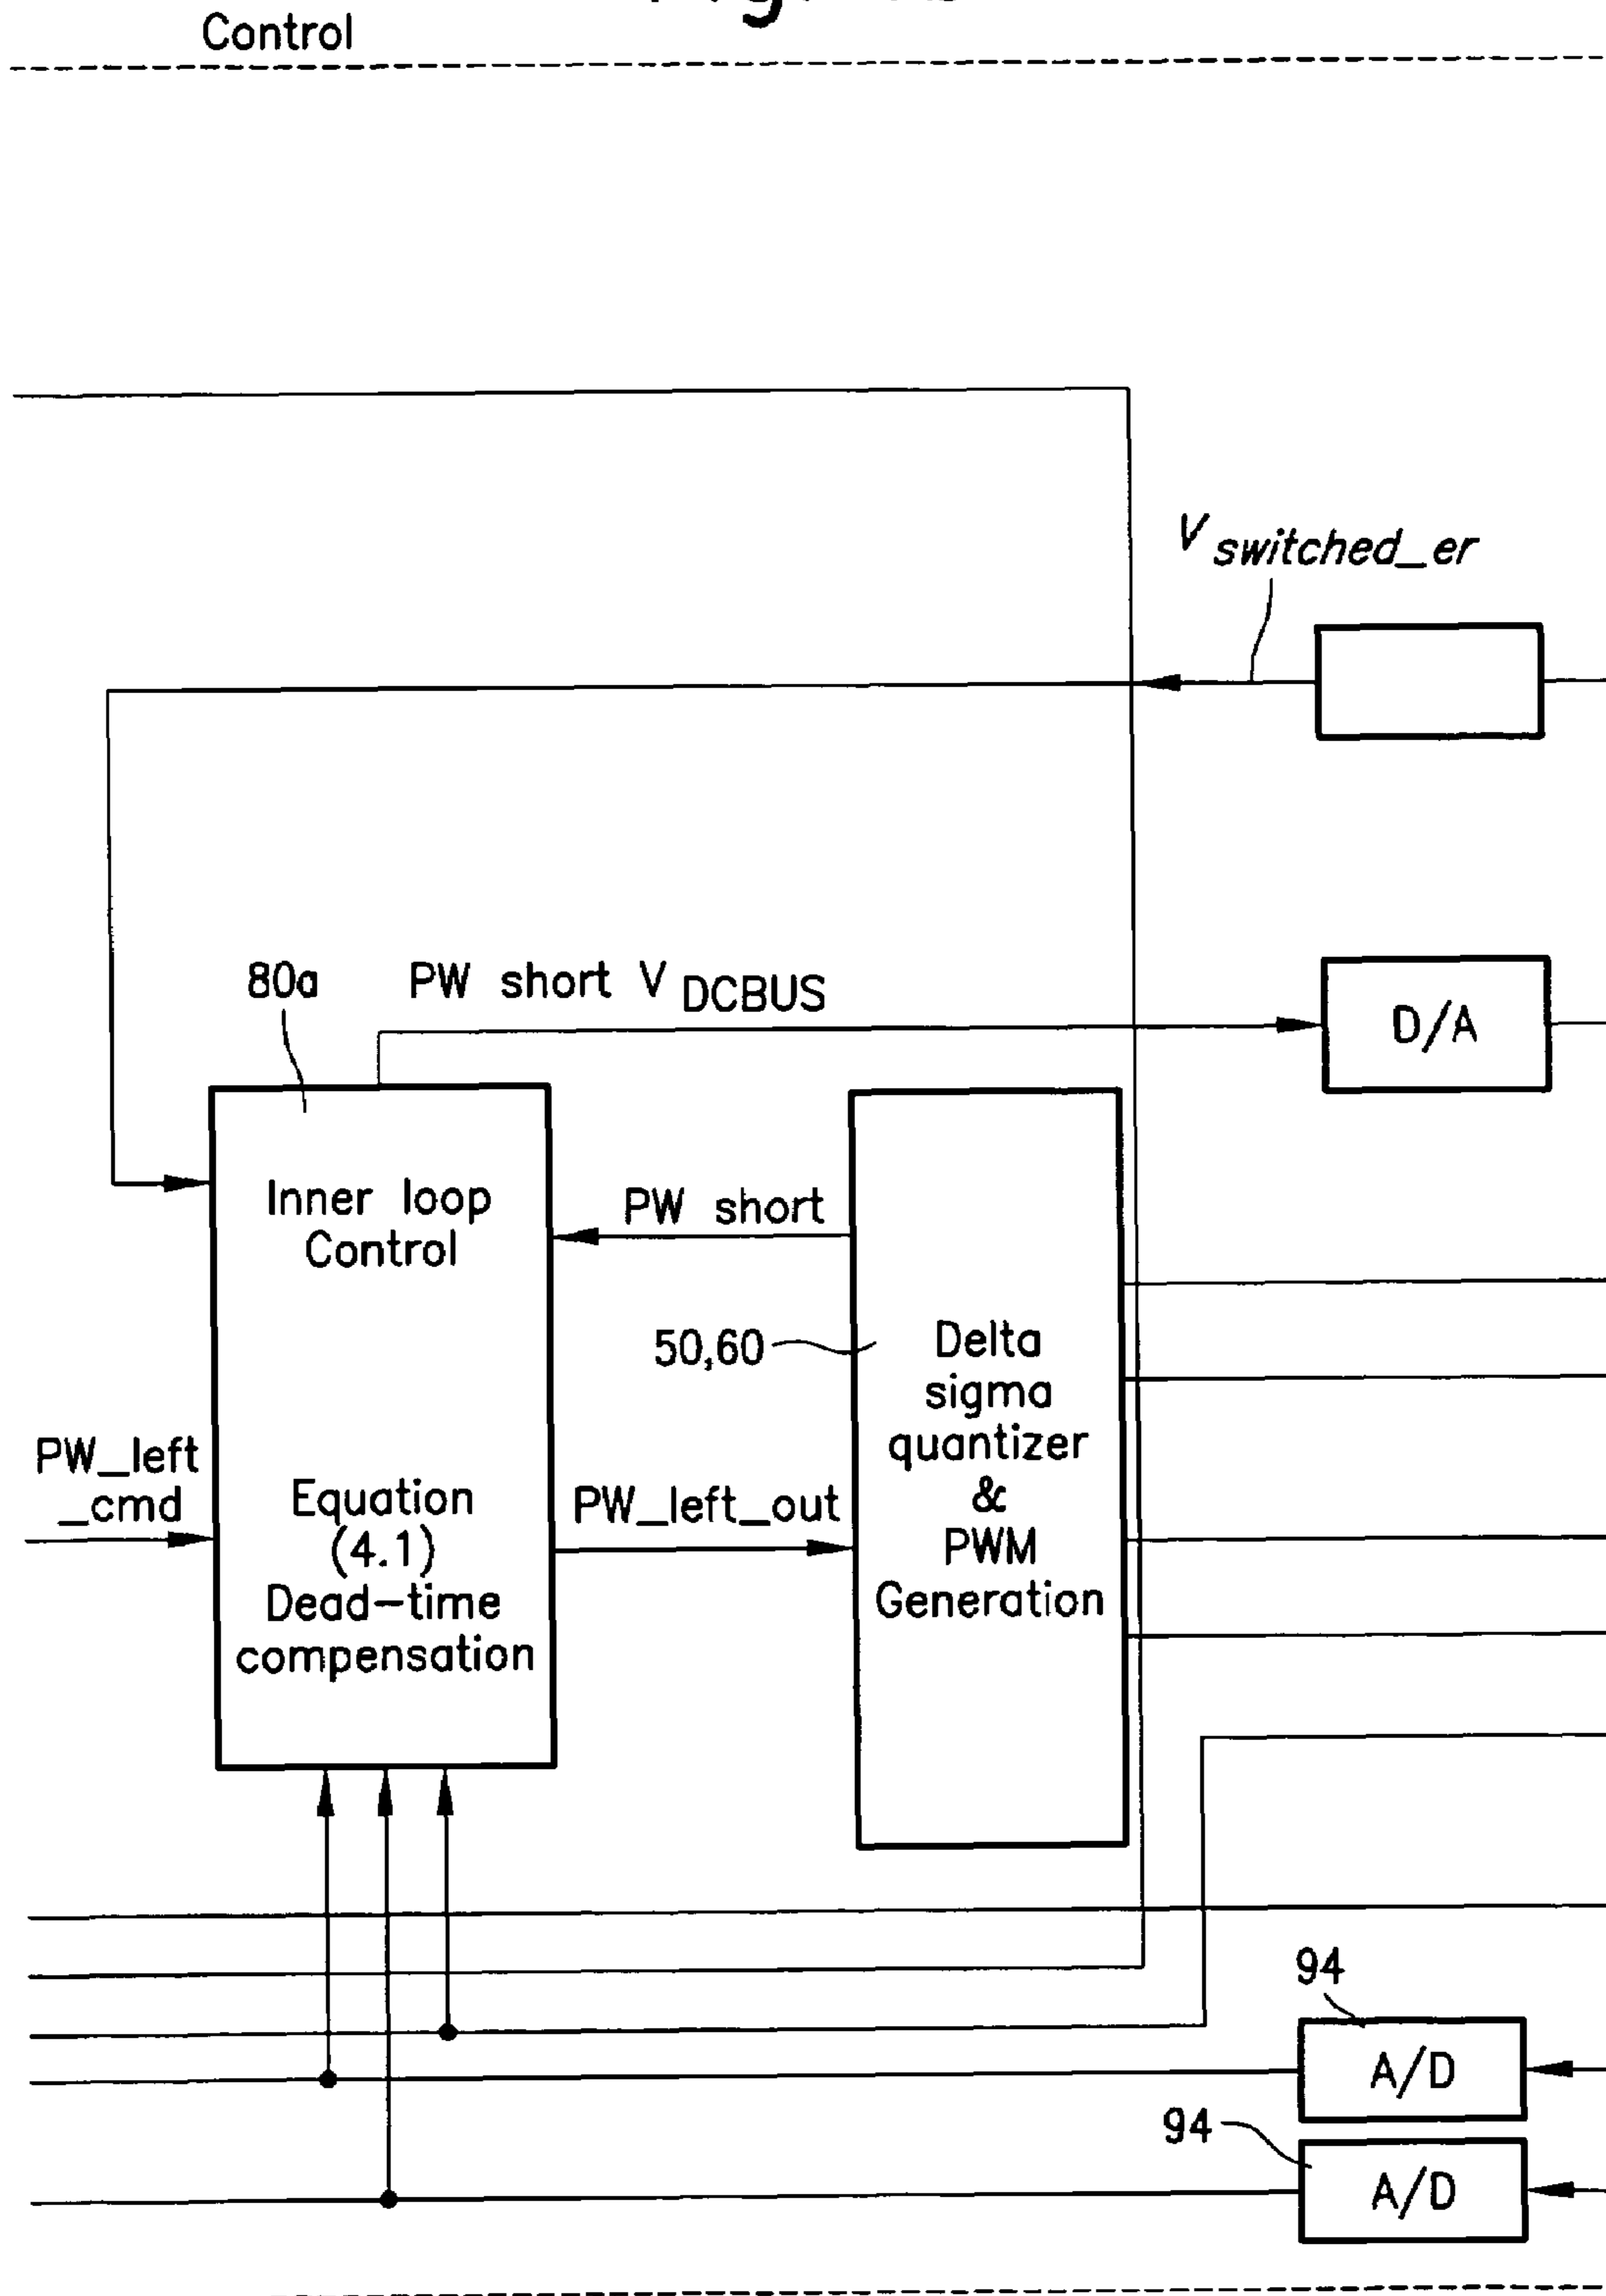 Control
V switched_er
80a
PW short V DCBUS
D/A
Inner loop
Control
PW short
50,60
Delta
sigma
quantizer
&
PWM
Generation
PW_left
_cmd
Equation
(4.1)
Dead-time
compensation
PW_left_out
94
A/D
94
A/D